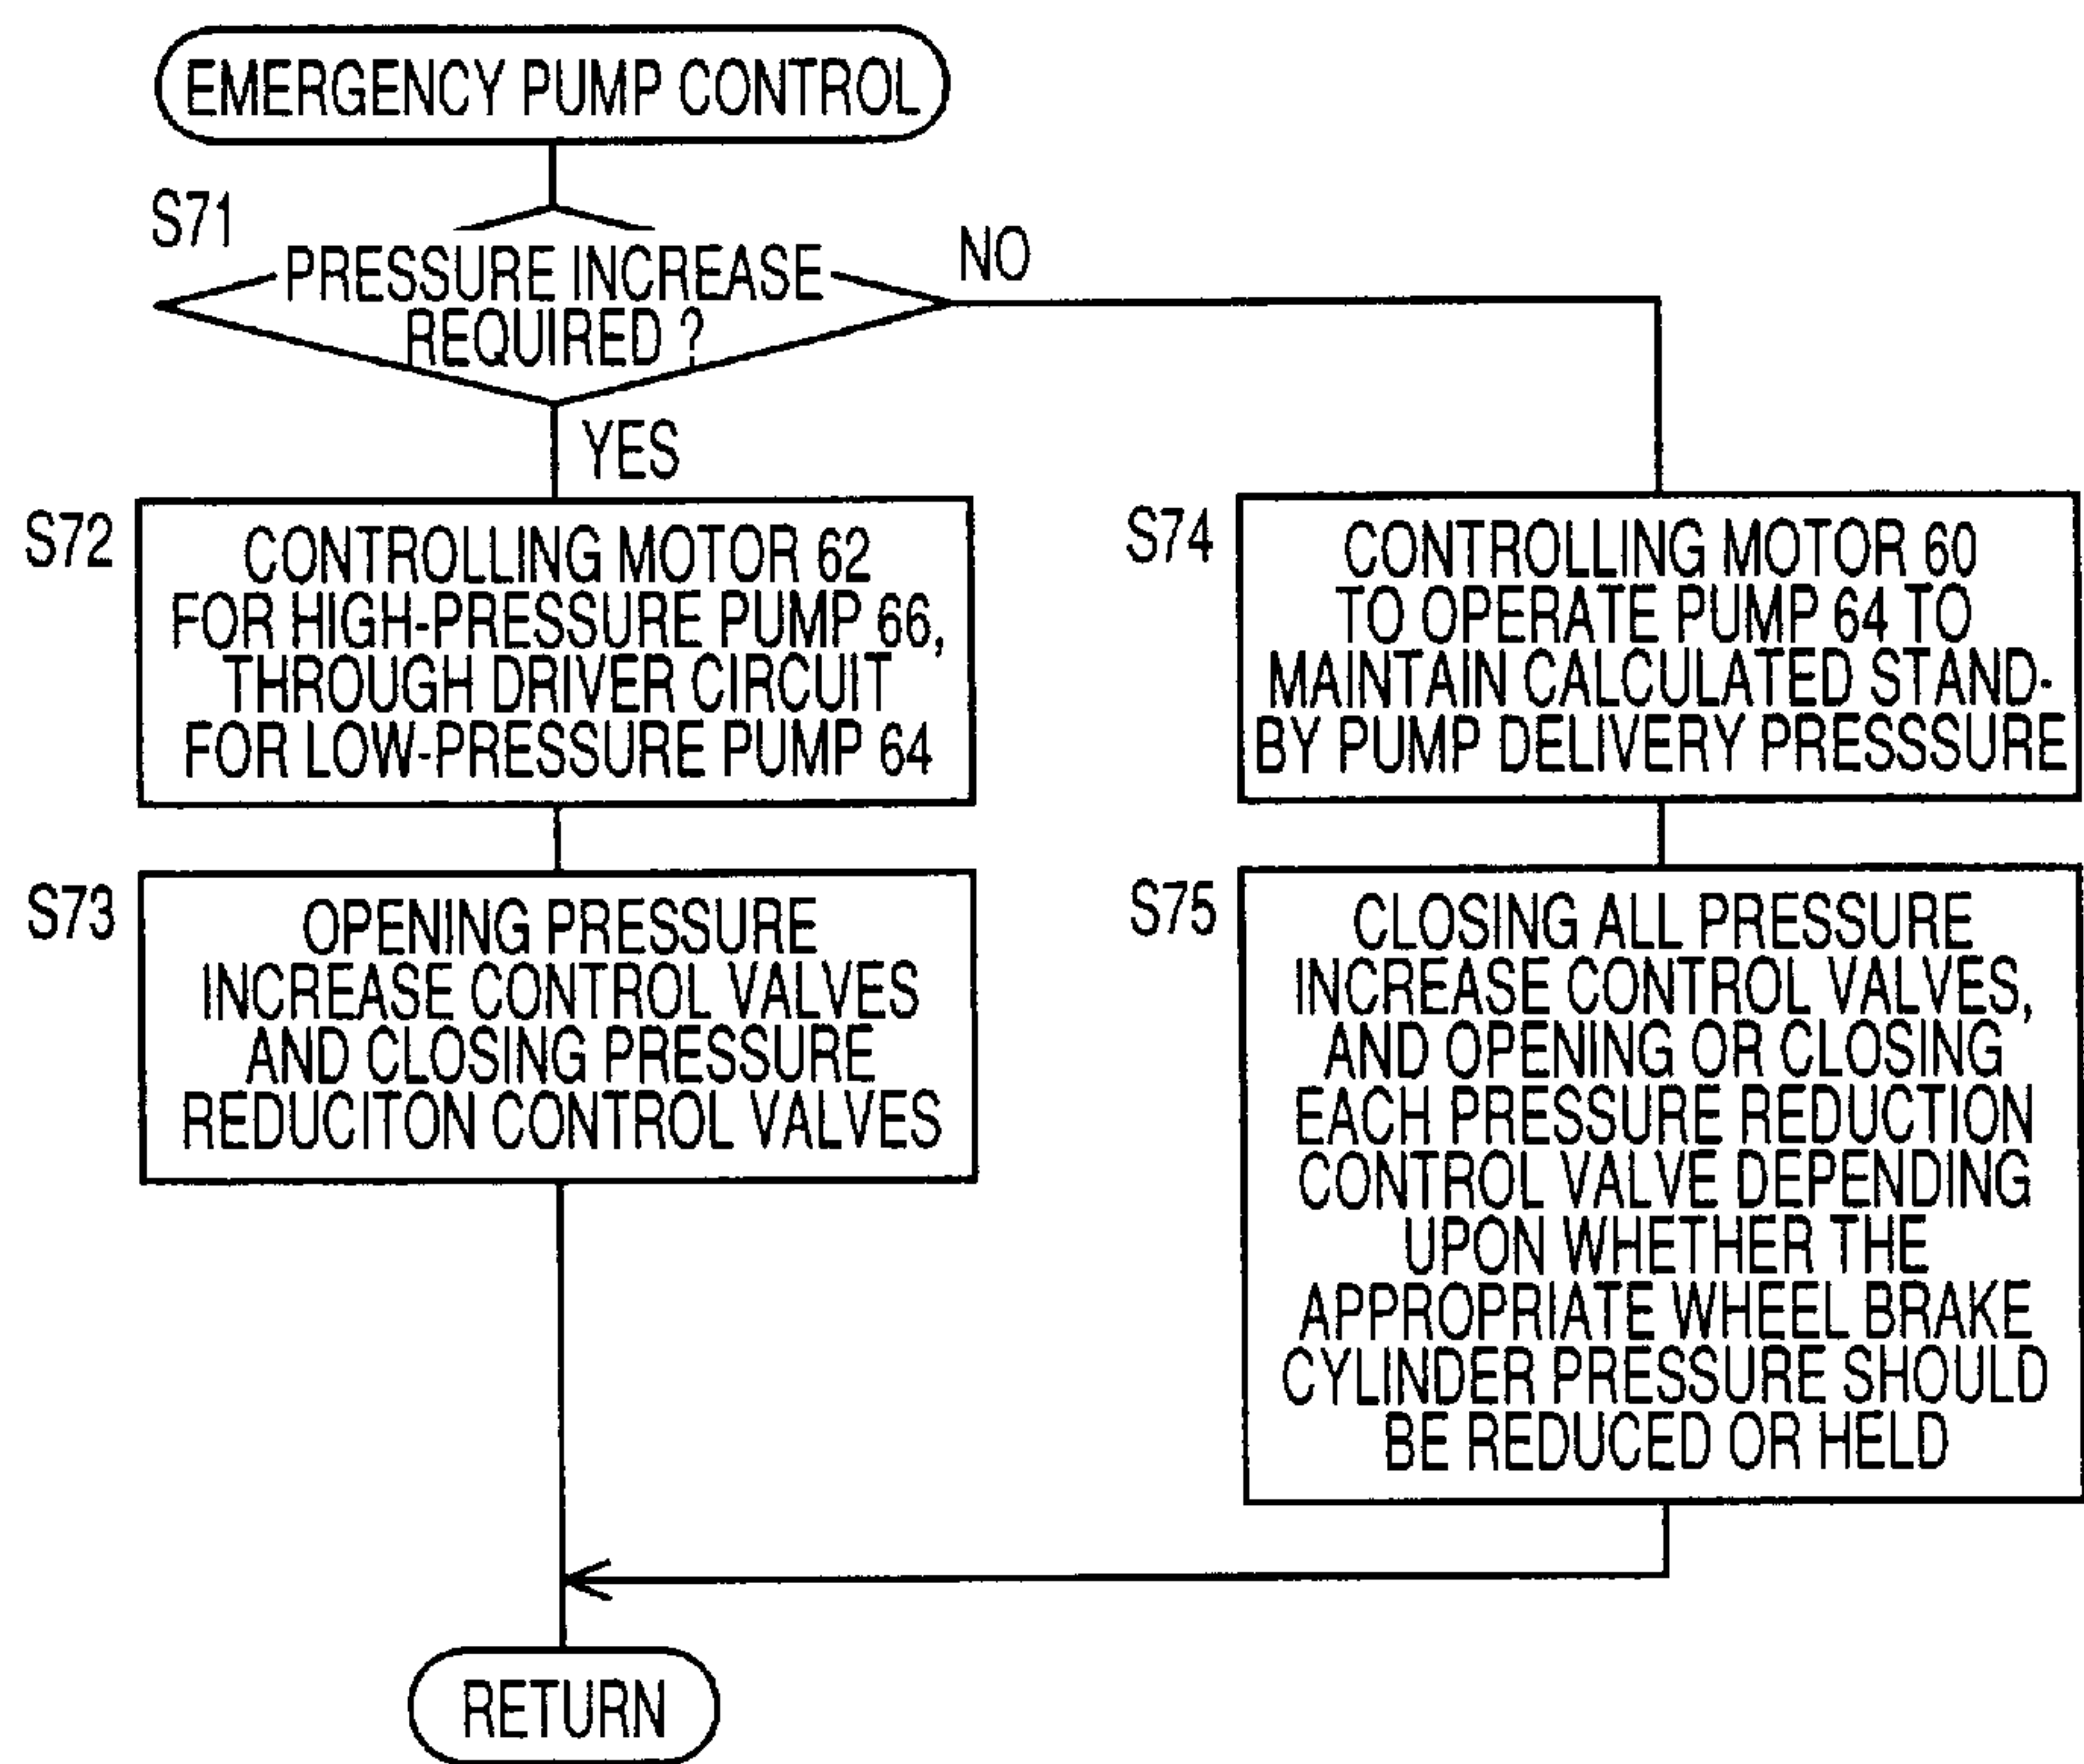 EMERGENCY PUMP CONTROL
S71
PRESSURE INCREASE
REQUIRED ?
NO
YES
S72
CONTROLLING MOTOR 62
FOR HIGH-PRESSURE PUMP 66,
THROUGH DRIVER CIRCUIT
FOR LOW-PRESSURE PUMP 64
S73
OPENING PRESSURE
INCREASE CONTROL VALVES
AND CLOSING PRESSURE
REDUCITON CONTROL VALVES
S74
CONTROLLING MOTOR 60
TO OPERATE PUMP 64 TO
MAINTAIN CALCULATED STAND-
BY PUMP DELIVERY PRESSSURE
S75
CLOSING ALL PRESSURE
INCREASE CONTROL VALVES,
AND OPENING OR CLOSING
EACH PRESSURE REDUCTION
CONTROL VALVE DEPENDING
UPON WHETHER THE
APPROPRIATE WHEEL BRAKE
CYLINDER PRESSURE SHOULD
BE REDUCED OR HELD
RETURN